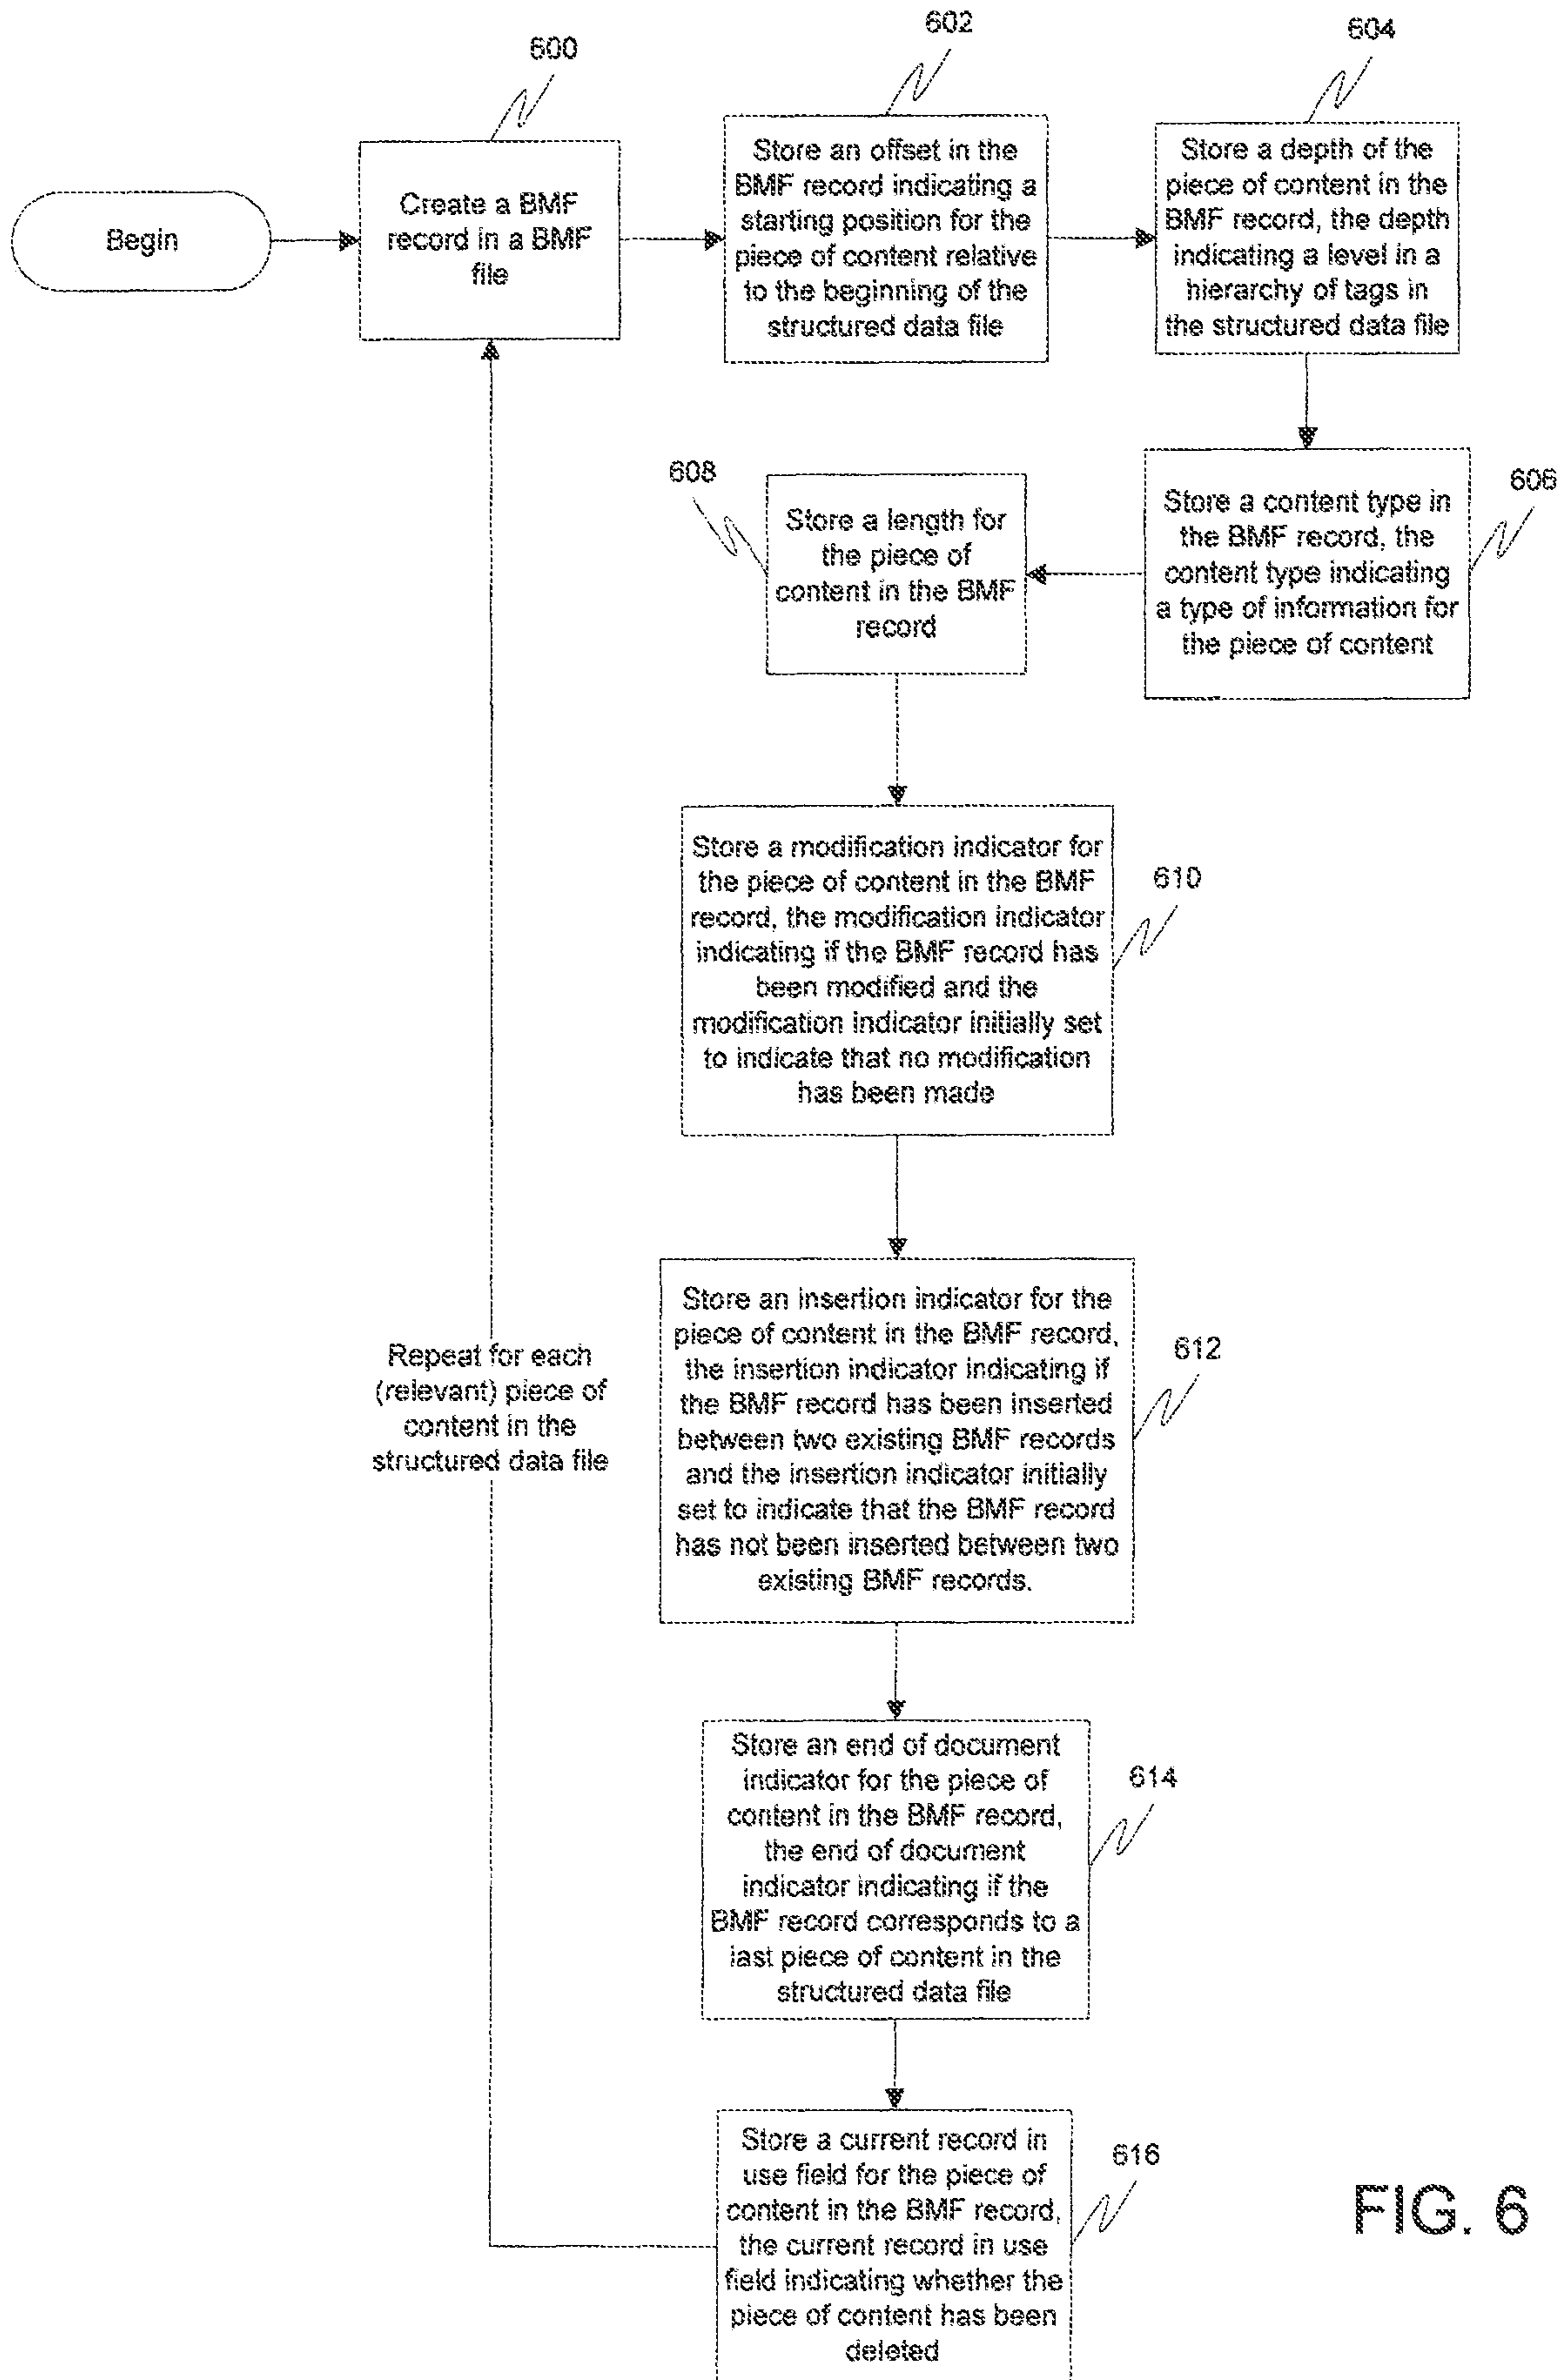 600
602
604
Begin
Create a BMF
record in a BMF
file
Store an offset in the
BMF record indicating a
starting position for the
piece of content relative
to the beginning of the
structured data file
Store a depth of the
piece of content in the
BMF record, the depth
indicating a level in a
hierarchy of tags in
the structured data file
608
606
Store a length for
the piece of
content in the BMF
record
Store a content type in
the BMF record, the
content type indicating
a type of information for
the piece of content
Store a modification indicator for
the piece of content in the BMF
record, the modification indicator
indicating if the BMF record has
been modified and the
modification indicator initially set
to indicate that no modification
has been made
610
Repeat for each
(relevant) piece of
content in the
structured data file
Store an insertion indicator for the
piece of content in the BMF record,
the insertion indicator indicating if
the BMF record has been inserted
between two existing BMF records
and the insertion indicator initially
set to indicate that the BMF record
has not been inserted between two
existing BMF records.
612
Store an end of document
indicator for the piece of
content in the BMF record,
the end of document
indicator indicating if the
BMF record corresponds to a
last piece of content in the
structured data file
614
Store a current record in
use field for the piece of
content in the BMF record,
the current record in use
field indicating whether the
piece of content has been
deleted
616
FIG. 6